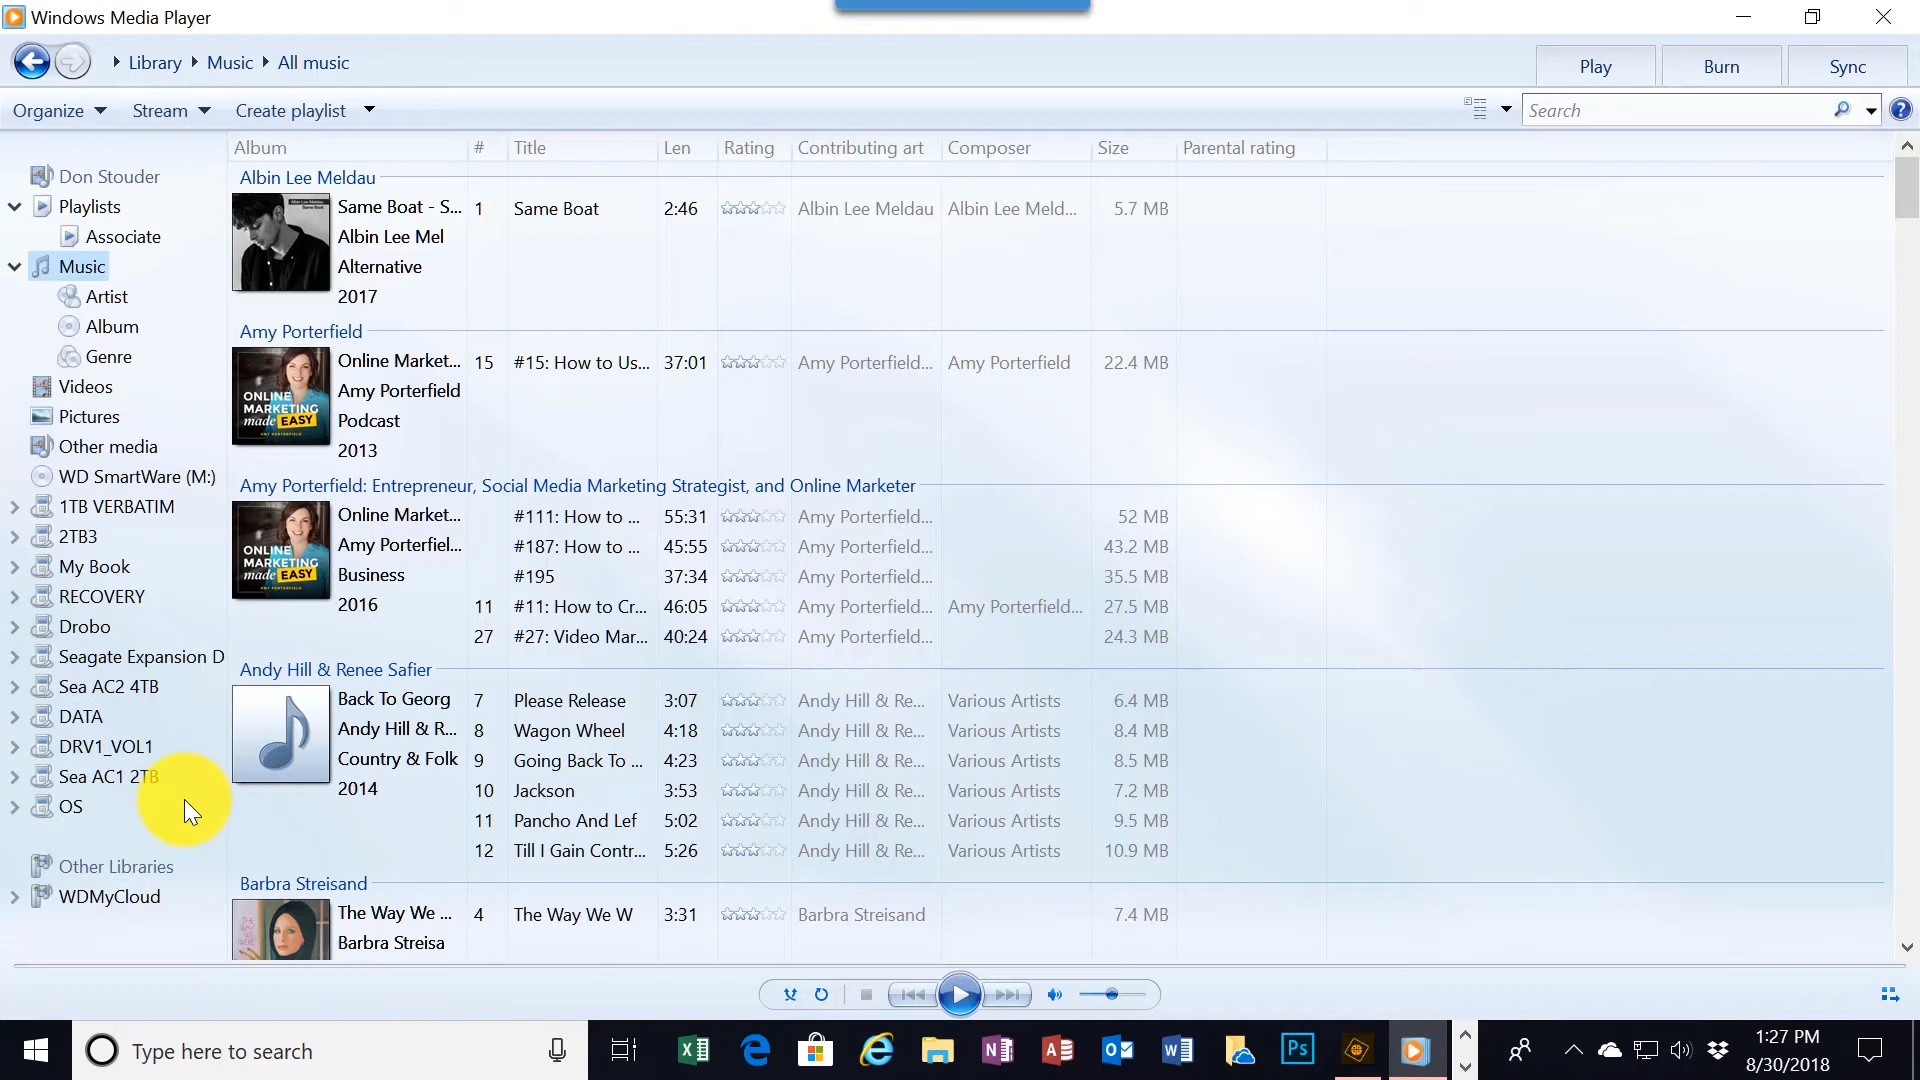 Windows Media Player
Library Music All music
Play Burn Sync
Organize Stream Create playlist
Search
Album # Title Len Rating Contributing art Composer Size Parental rating
Don Stouder
Playlists
Associate
Music
Artist
Album
Genre
Videos
Pictures
Other media
WD SmartWare (M:)
1TB VERBATIM
2TB3
My Book
RECOVERY
Drobo
Seagate Expansion D
Sea AC2 4TB
DATA
DRV1_VOL1
Sea AC1 2TB
OS
Other Libraries
WDMyCloud
Albin Lee Meldau
Same Boat - S... 1 Same Boat 2:46 Albin Lee Meldau Albin Lee Meld... 5.7 MB
Albin Lee Mel
Alternative
2017
Amy Porterfield
Online Market... 15 #15: How to Us... 37:01 Amy Porterfield... Amy Porterfield 22.4 MB
Amy Porterfield
Podcast
2013
ONLINE
MARKETING
made EASY
Amy Porterfield: Entrepreneur, Social Media Marketing Strategist, and Online Marketer
Online Market... #111: How to ... 55:31 Amy Porterfield... 52 MB
Amy Porterfiel... #187: How to ... 45:55 Amy Porterfield... 43.2 MB
Business #195 37:34 Amy Porterfield... 35.5 MB
2016 11 #11: How to Cr... 46:05 Amy Porterfield... Amy Porterfield... 27.5 MB
27 #27: Video Mar... 40:24 Amy Porterfield... 24.3 MB
ONLINE
MARKETING
made EASY
Andy Hill & Renee Safier
Back To Georg 7 Please Release 3:07 Andy Hill & Re... Various Artists 6.4 MB
Andy Hill & R... 8 Wagon Wheel 4:18 Andy Hill & Re... Various Artists 8.4 MB
Country & Folk 9 Going Back To ... 4:23 Andy Hill & Re... Various Artists 8.5 MB
2014 10 Jackson 3:53 Andy Hill & Re... Various Artists 7.2 MB
11 Pancho And Lef 5:02 Andy Hill & Re... Various Artists 9.5 MB
12 Till I Gain Contr... 5:26 Andy Hill & Re... Various Artists 10.9 MB
Barbra Streisand
The Way We ... 4 The Way We W 3:31 Barbra Streisand 7.4 MB
Barbra Streisa
Type here to search
Ps
1:27 PM
8/30/2018